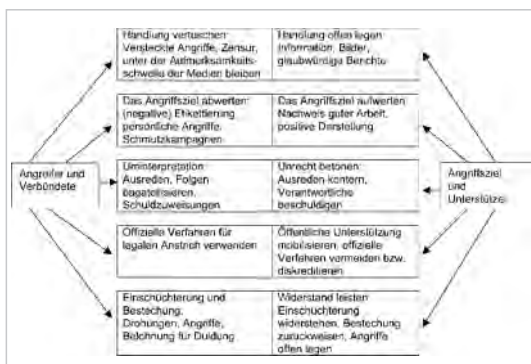 Handlung vertuschen:
Versteckte Angriffe, Zensur,
unter der Aufmerksamkeits-
schwelle der Medien bleiben
Handlung offen legen
Information, Bilder,
glaubwürdige Berichte
Das Angriffsziel abwerten:
(negative) Etikettierung
persönliche Angriffe,
Schmutzkampagnen
Das Angriffsziel aufwerten
Nachweis guter Arbeit,
positive Darstellung
Angreifer und
Verbündete
Uminterpretation:
Ausreden, Folgen
bagatellisieren,
Schuldzuweisungen
Unrecht betonen:
Ausreden kontern,
Verantwortliche
beschuldigen
Angriffsziel
und
Unterstützer
Offizielle Verfahren für
legalen Anstrich verwenden
Öffentliche Unterstützung
mobilisieren, offizielle
Verfahren vermeiden bzw.
diskreditieren
Einschüchterung und
Bestechung:
Drohungen, Angriffe,
Belohnung für Duldung
Widerstand leisten
Einschüchterung
widerstehen, Bestechung
zurückweisen, Angriffe
offen legen